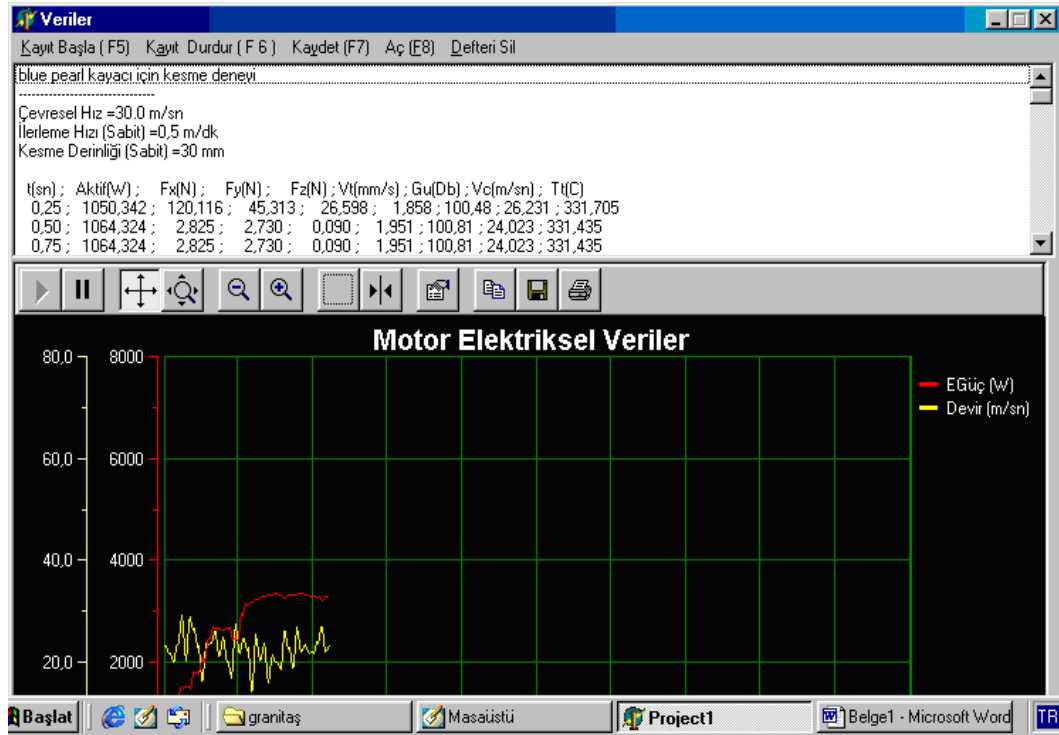 Veriler
Kayıt Başla ( F5) Kayıt Durdur ( F 6 ) Kaydet (F7) Aç (F8) Defteri Sil
blue pearl kayacı için kesme deneyi
------------------------------
Çevresel Hız =30.0 m/sn
İlerleme Hızı (Sabit) =0,5 m/dk
Kesme Derinliği (Sabit) =30 mm
t(sn) ; Aktif(W) ; Fx(N) ; Fy(N) ; Fz(N) ; Vt(mm/s) ; Gu(Db) ; Vc(m/sn) ; Tt(C)
0,25 ; 1050,342 ; 120,116 ; 45,313 ; 26,598 ; 1,858 ; 100,48 ; 26,231 ; 331,705
0,50 ; 1064,324 ; 2,825 ; 2,730 ; 0,090 ; 1,951 ; 100,81 ; 24,023 ; 331,435
0,75 ; 1064,324 ; 2,825 ; 2,730 ; 0,090 ; 1,951 ; 100,81 ; 24,023 ; 331,435
Motor Elektriksel Veriler
80,0 8000
EGüç (W)
Devir (m/sn)
60,0 6000
40,0 4000
20,0 2000
Başlat granitaş Masaüstü Project1 Belge1 - Microsoft Word TR